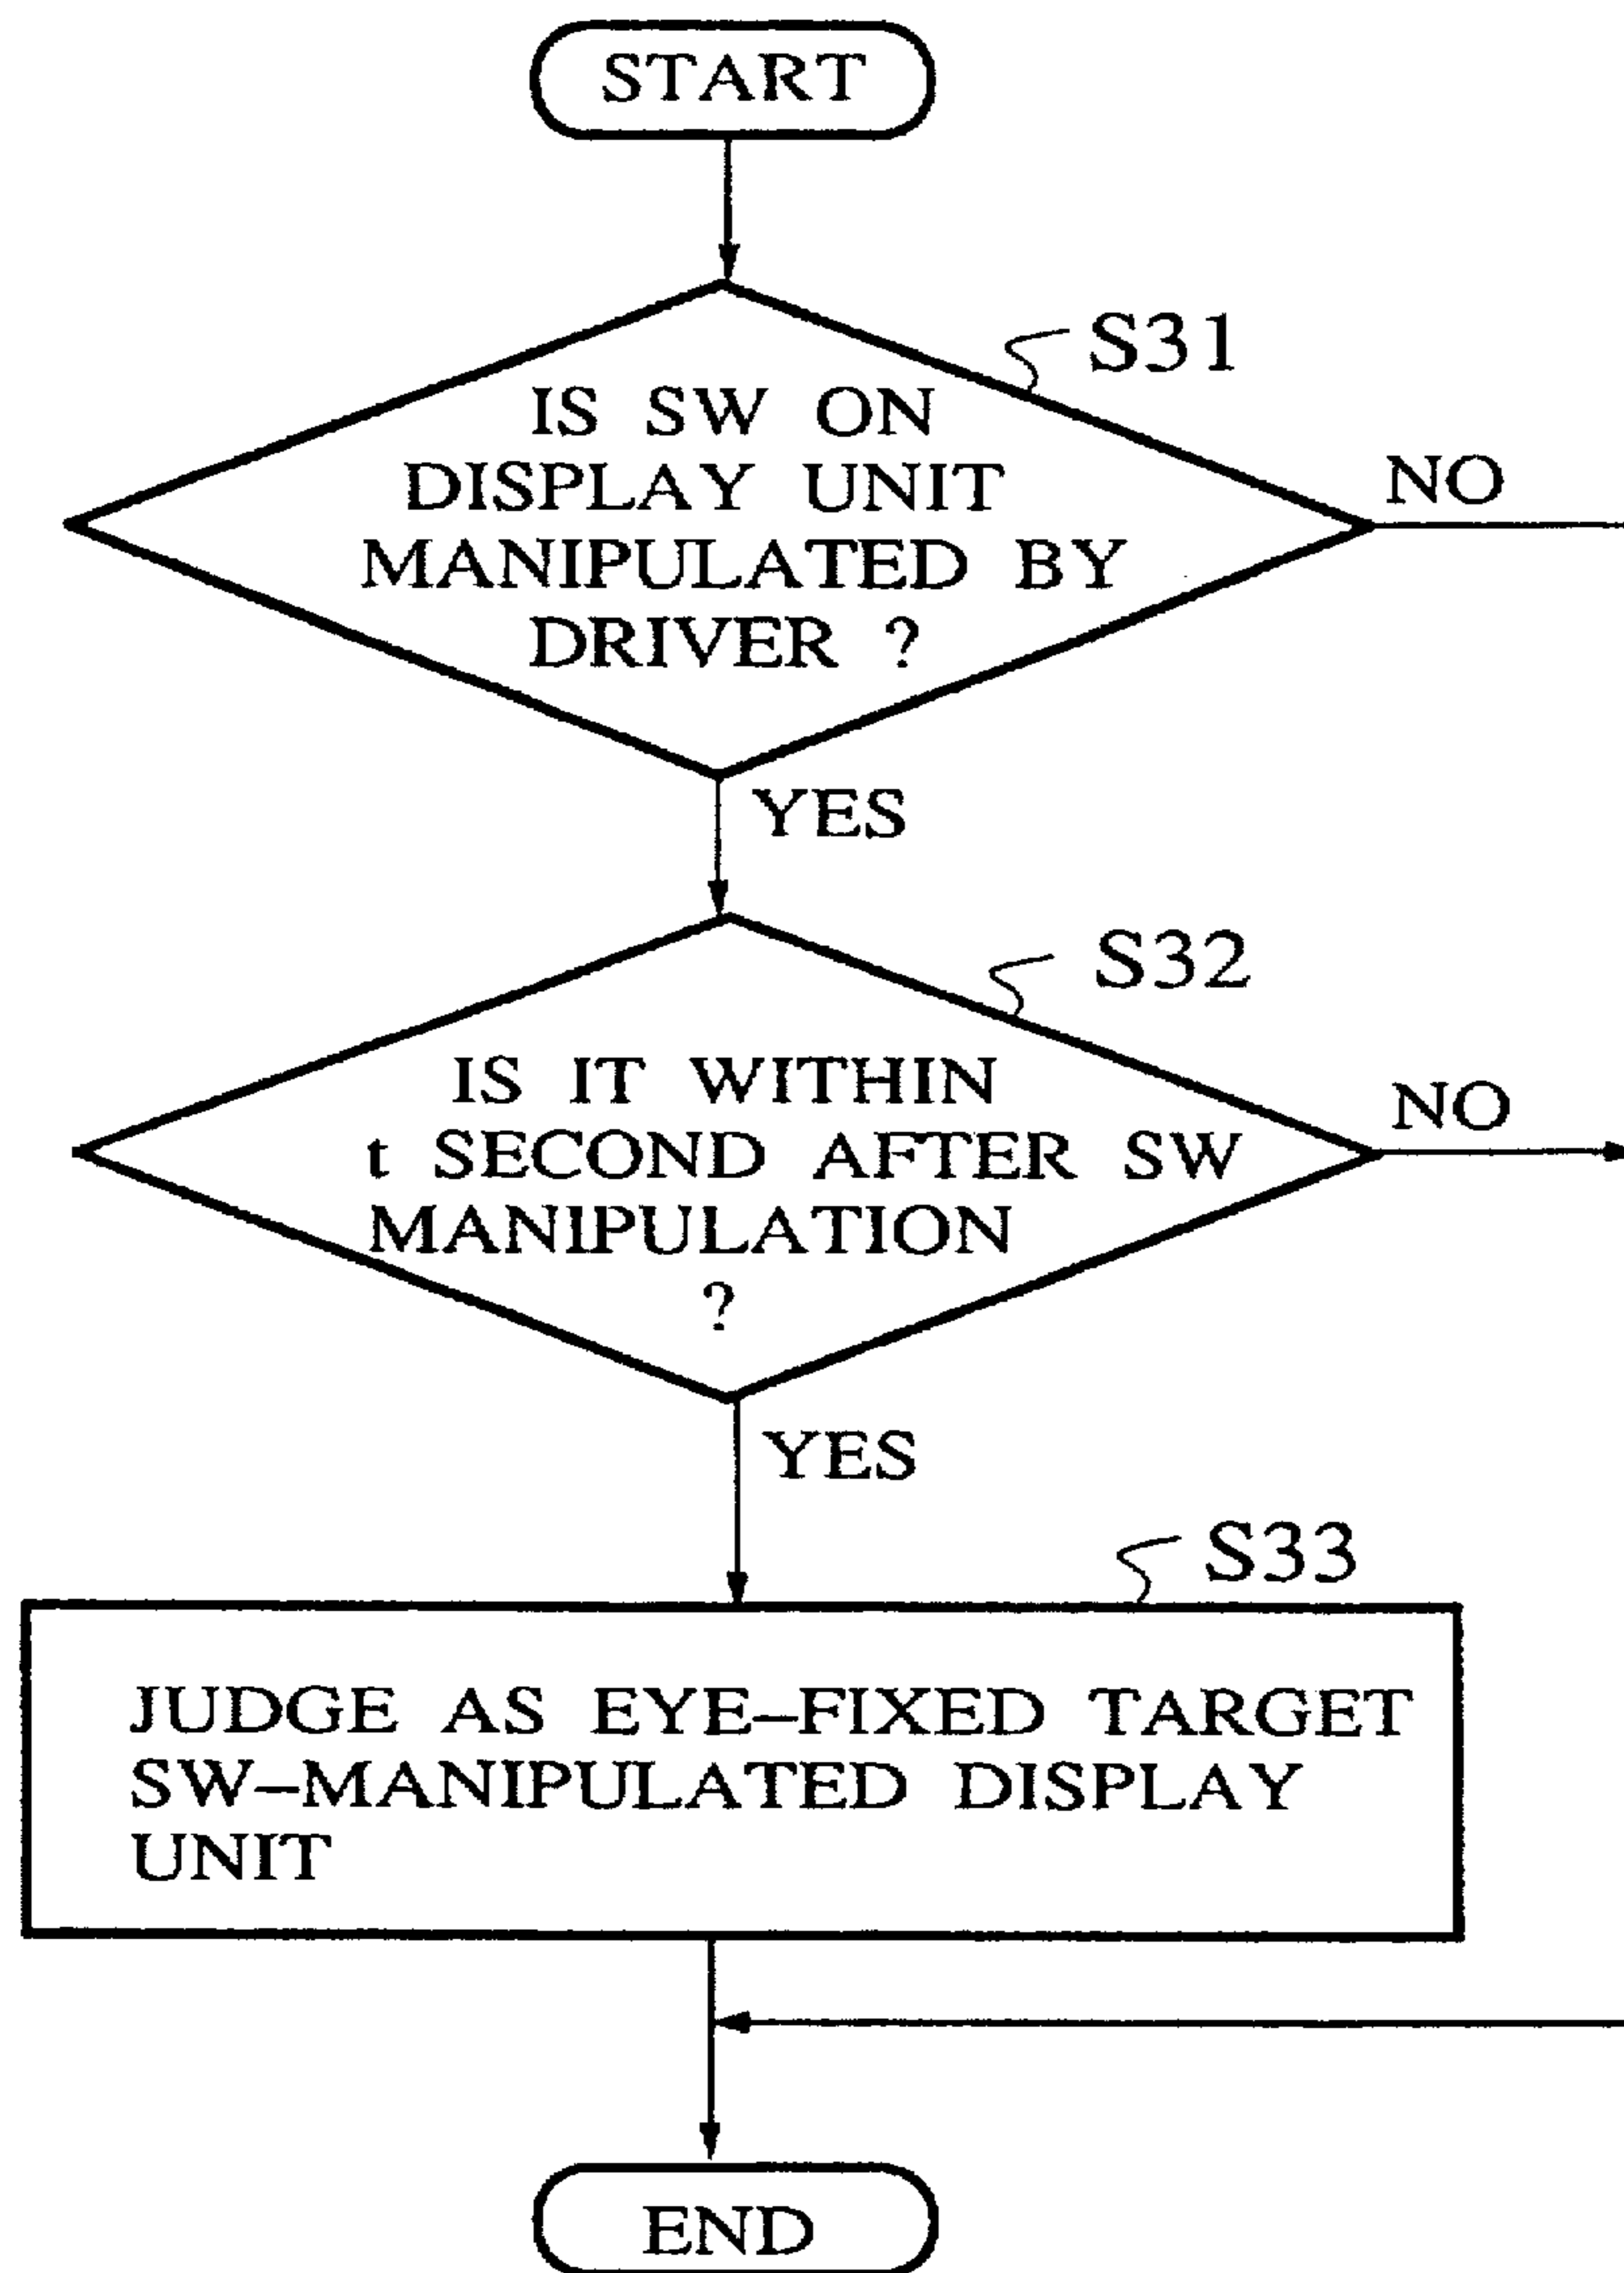 START
S31
IS SW ON
DISPLAY UNIT
MANIPULATED BY
DRIVER ?
NO
YES
S32
IS IT WITHIN
t SECOND AFTER SW
MANIPULATION
?
NO
YES
S33
JUDGE AS EYE–FIXED TARGET
SW–MANIPULATED DISPLAY
UNIT
END